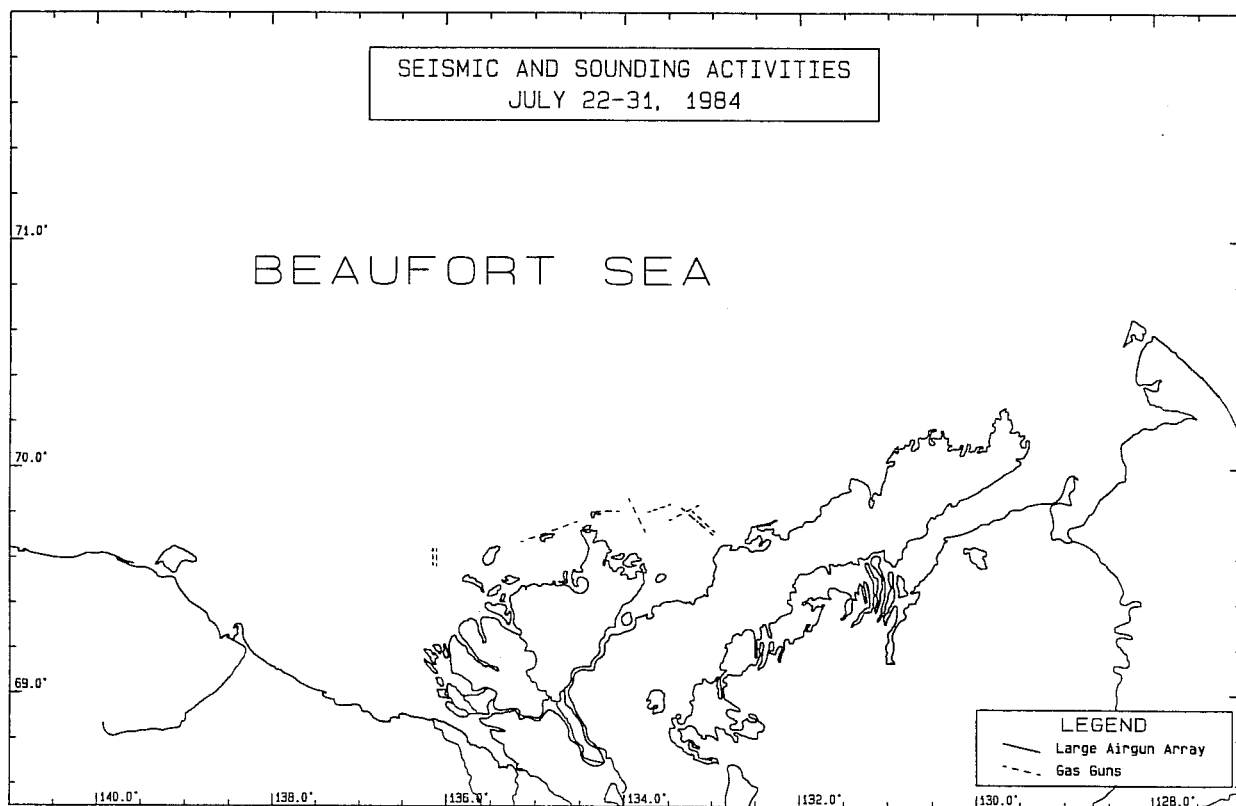 SEISMIC AND SOUNDING ACTIVITIES
JULY 22-31, 1984
71.0°
BEAUFORT SEA
70.0°
69.0°
LEGEND
Large Airgun Array
Gas Guns
140.0° 138.0° 136.0° 134.0° 132.0° 130.0° 128.0°